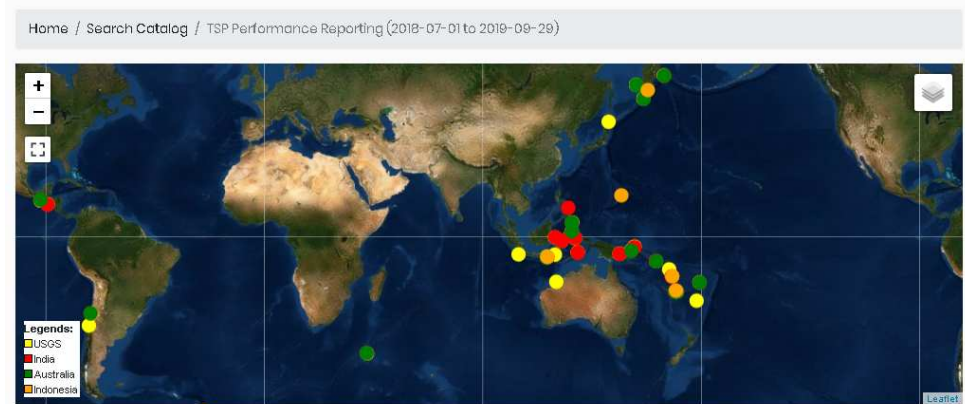 Home / Search Catalog / TSP Performance Reporting (2018-07-01 to 2019-09-29)
+
−
Legends:
USGS
India
Australia
Indonesia
Leaflet